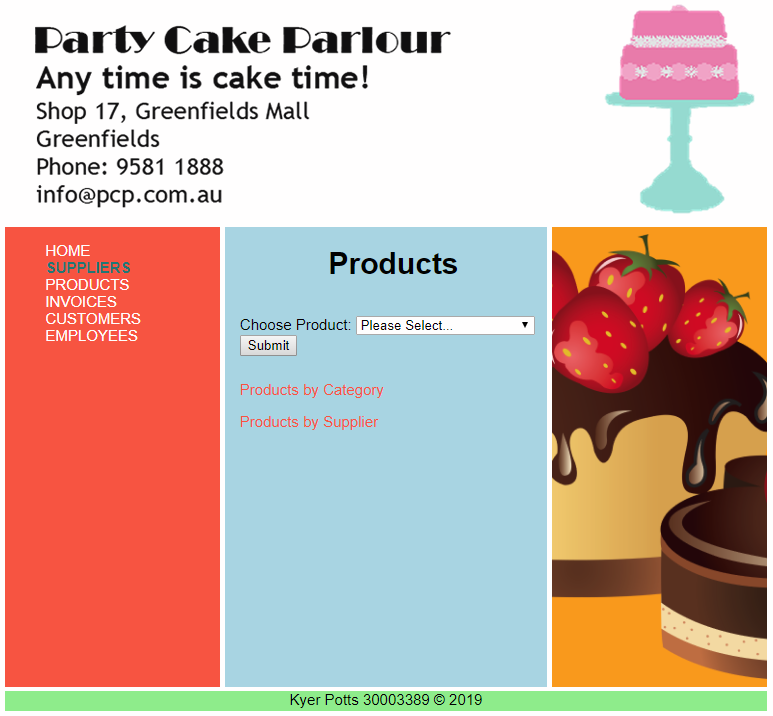 Party Cake Parlour
Any time is cake time!
Shop 17, Greenfields Mall
Greenfields
Phone: 9581 1888
info@pcp.com.au
HOME
SUPPLIERS
PRODUCTS
INVOICES
CUSTOMERS
EMPLOYEES
Products
Choose Product: Please Select...
Submit
Products by Category
Products by Supplier
Kyer Potts 30003389 © 2019